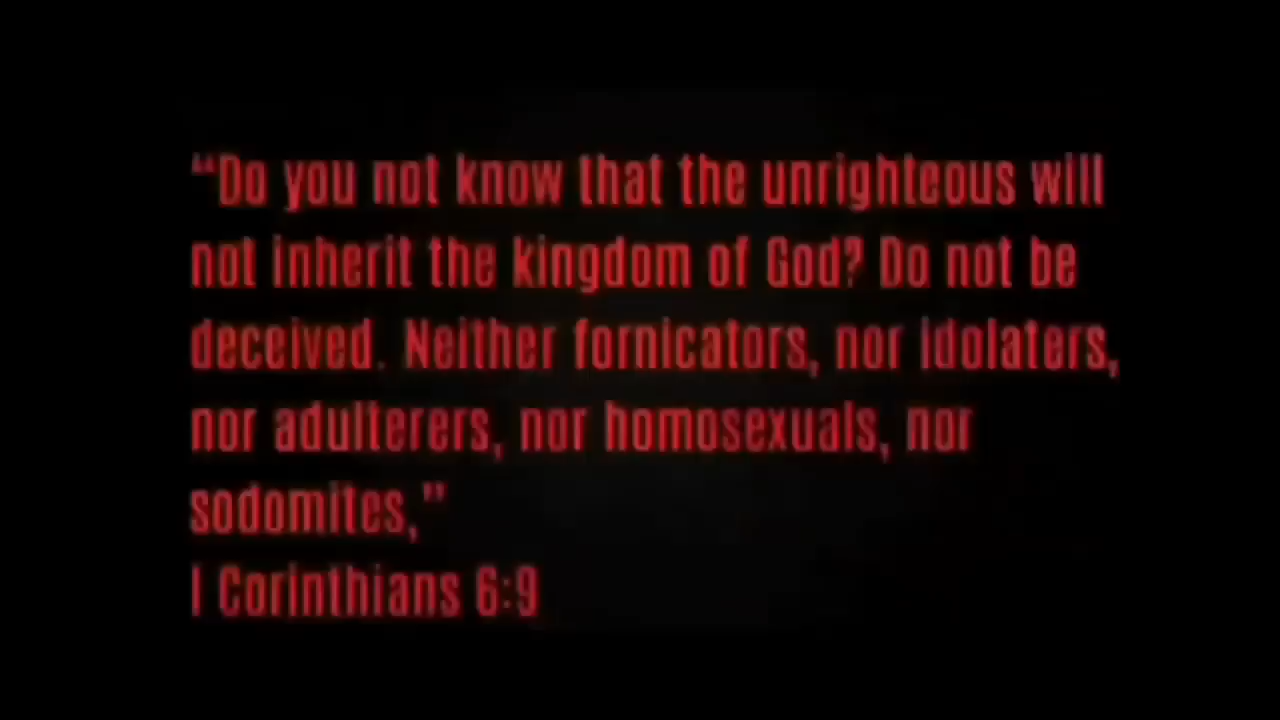 “Do you not know that the unrighteous will
not inherit the kingdom of God? Do not be
deceived. Neither fornicators, nor idolaters,
nor adulterers, nor homosexuals, nor
sodomites,”
I Corinthians 6:9